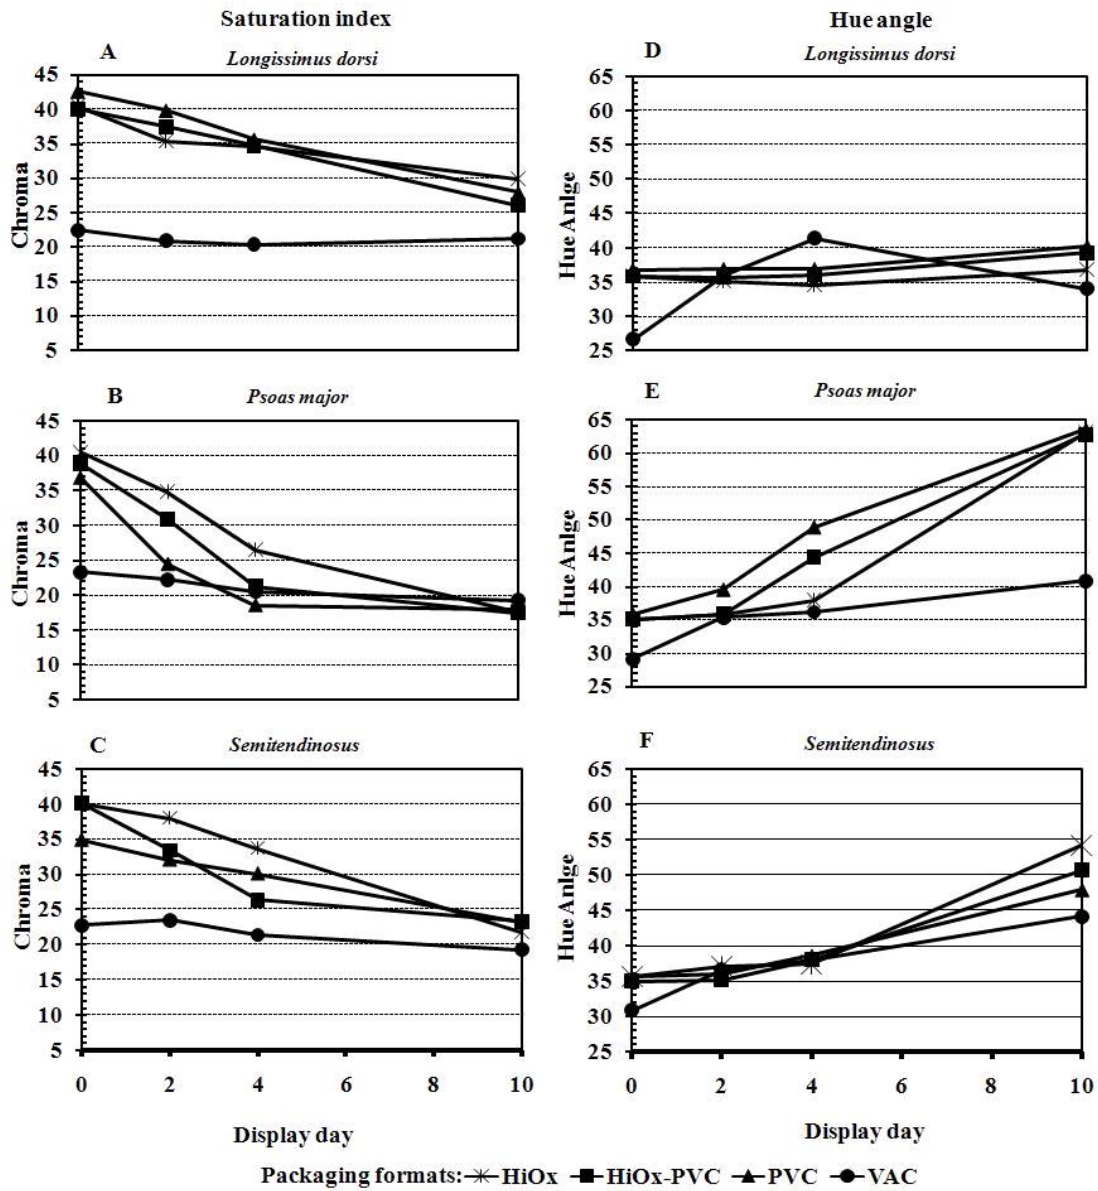 Saturation index
Hue angle
A
Longissimus dorsi
D
Longissimus dorsi
Chroma
45
40
35
30
25
20
15
10
5
Hue Anlge
65
60
55
50
45
40
35
30
25
B
Psoas major
E
Psoas major
Chroma
45
40
35
30
25
20
15
10
5
Hue Anlge
65
60
55
50
45
40
35
30
25
C
Semitendinosus
F
Semitendinosus
Chroma
45
40
35
30
25
20
15
10
5
0 2 4 6 8 10
Display day
Hue Anlge
65
60
55
50
45
40
35
30
25
0 2 4 6 8 10
Display day
Packaging formats: HiOx HiOx-PVC PVC VAC